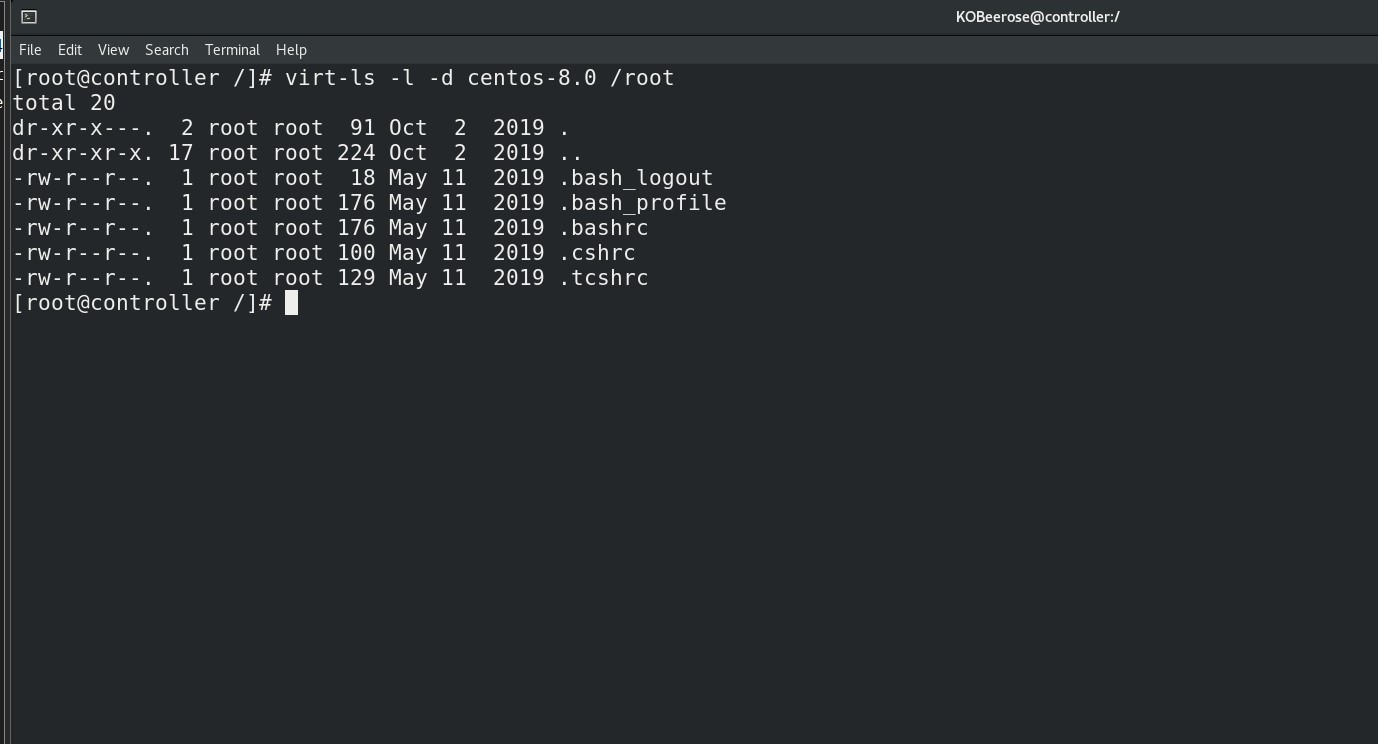 KOBeerose@controller:/
File Edit View Search Terminal Help
[root@controller /]# virt-ls -l -d centos-8.0 /root
total 20
dr-xr-x---.  2 root root  91 Oct  2  2019 .
dr-xr-xr-x. 17 root root 224 Oct  2  2019 ..
-rw-r--r--.  1 root root  18 May 11  2019 .bash_logout
-rw-r--r--.  1 root root 176 May 11  2019 .bash_profile
-rw-r--r--.  1 root root 176 May 11  2019 .bashrc
-rw-r--r--.  1 root root 100 May 11  2019 .cshrc
-rw-r--r--.  1 root root 129 May 11  2019 .tcshrc
[root@controller /]#